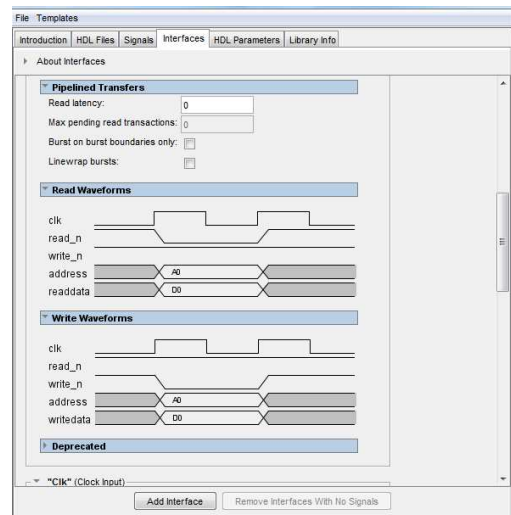 File Templates
Introduction HDL Files Signals Interfaces HDL Parameters Library Info
About Interfaces
Pipelined Transfers
Read latency: 0
Max pending read transactions: 0
Burst on burst boundaries only:
Linewrap bursts:
Read Waveforms
clk
read_n
write_n
address A0
readdata D0
Write Waveforms
clk
read_n
write_n
address A0
writedata D0
Deprecated
"Clk" (Clock Input)
Add Interface Remove Interfaces With No Signals